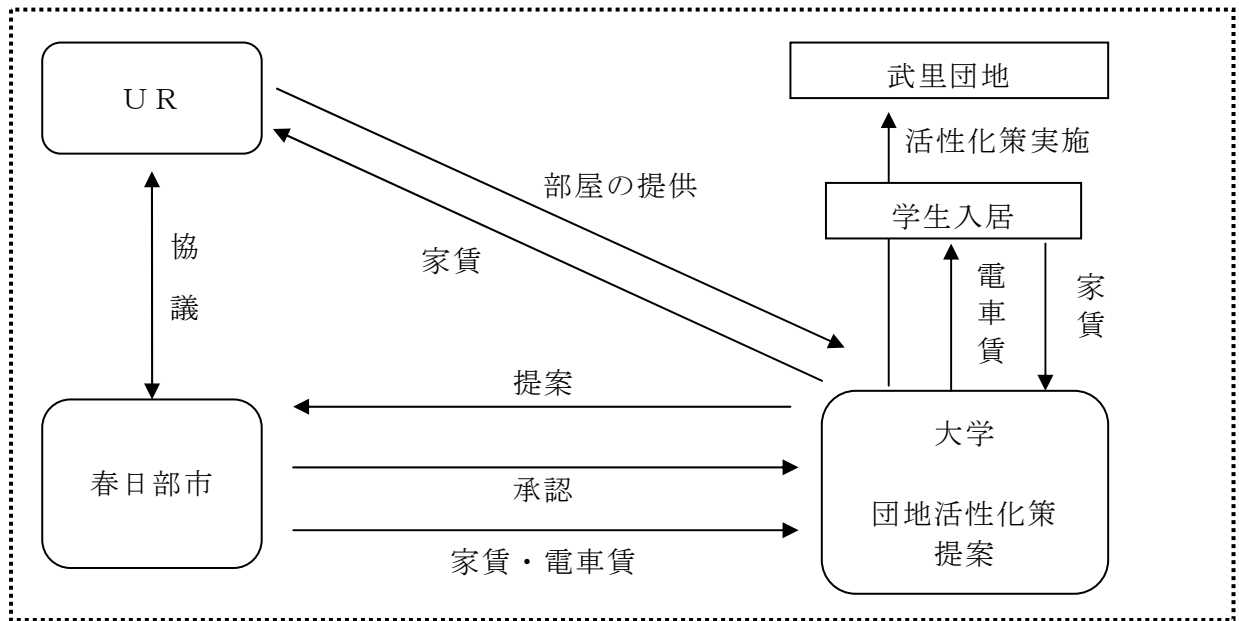 ＵＲ
武里団地
活性化策実施
部屋の提供
学生入居
協議
家賃
電車賃
家賃
提案
大学
春日部市
承認
団地活性化策
提案
家賃・電車賃